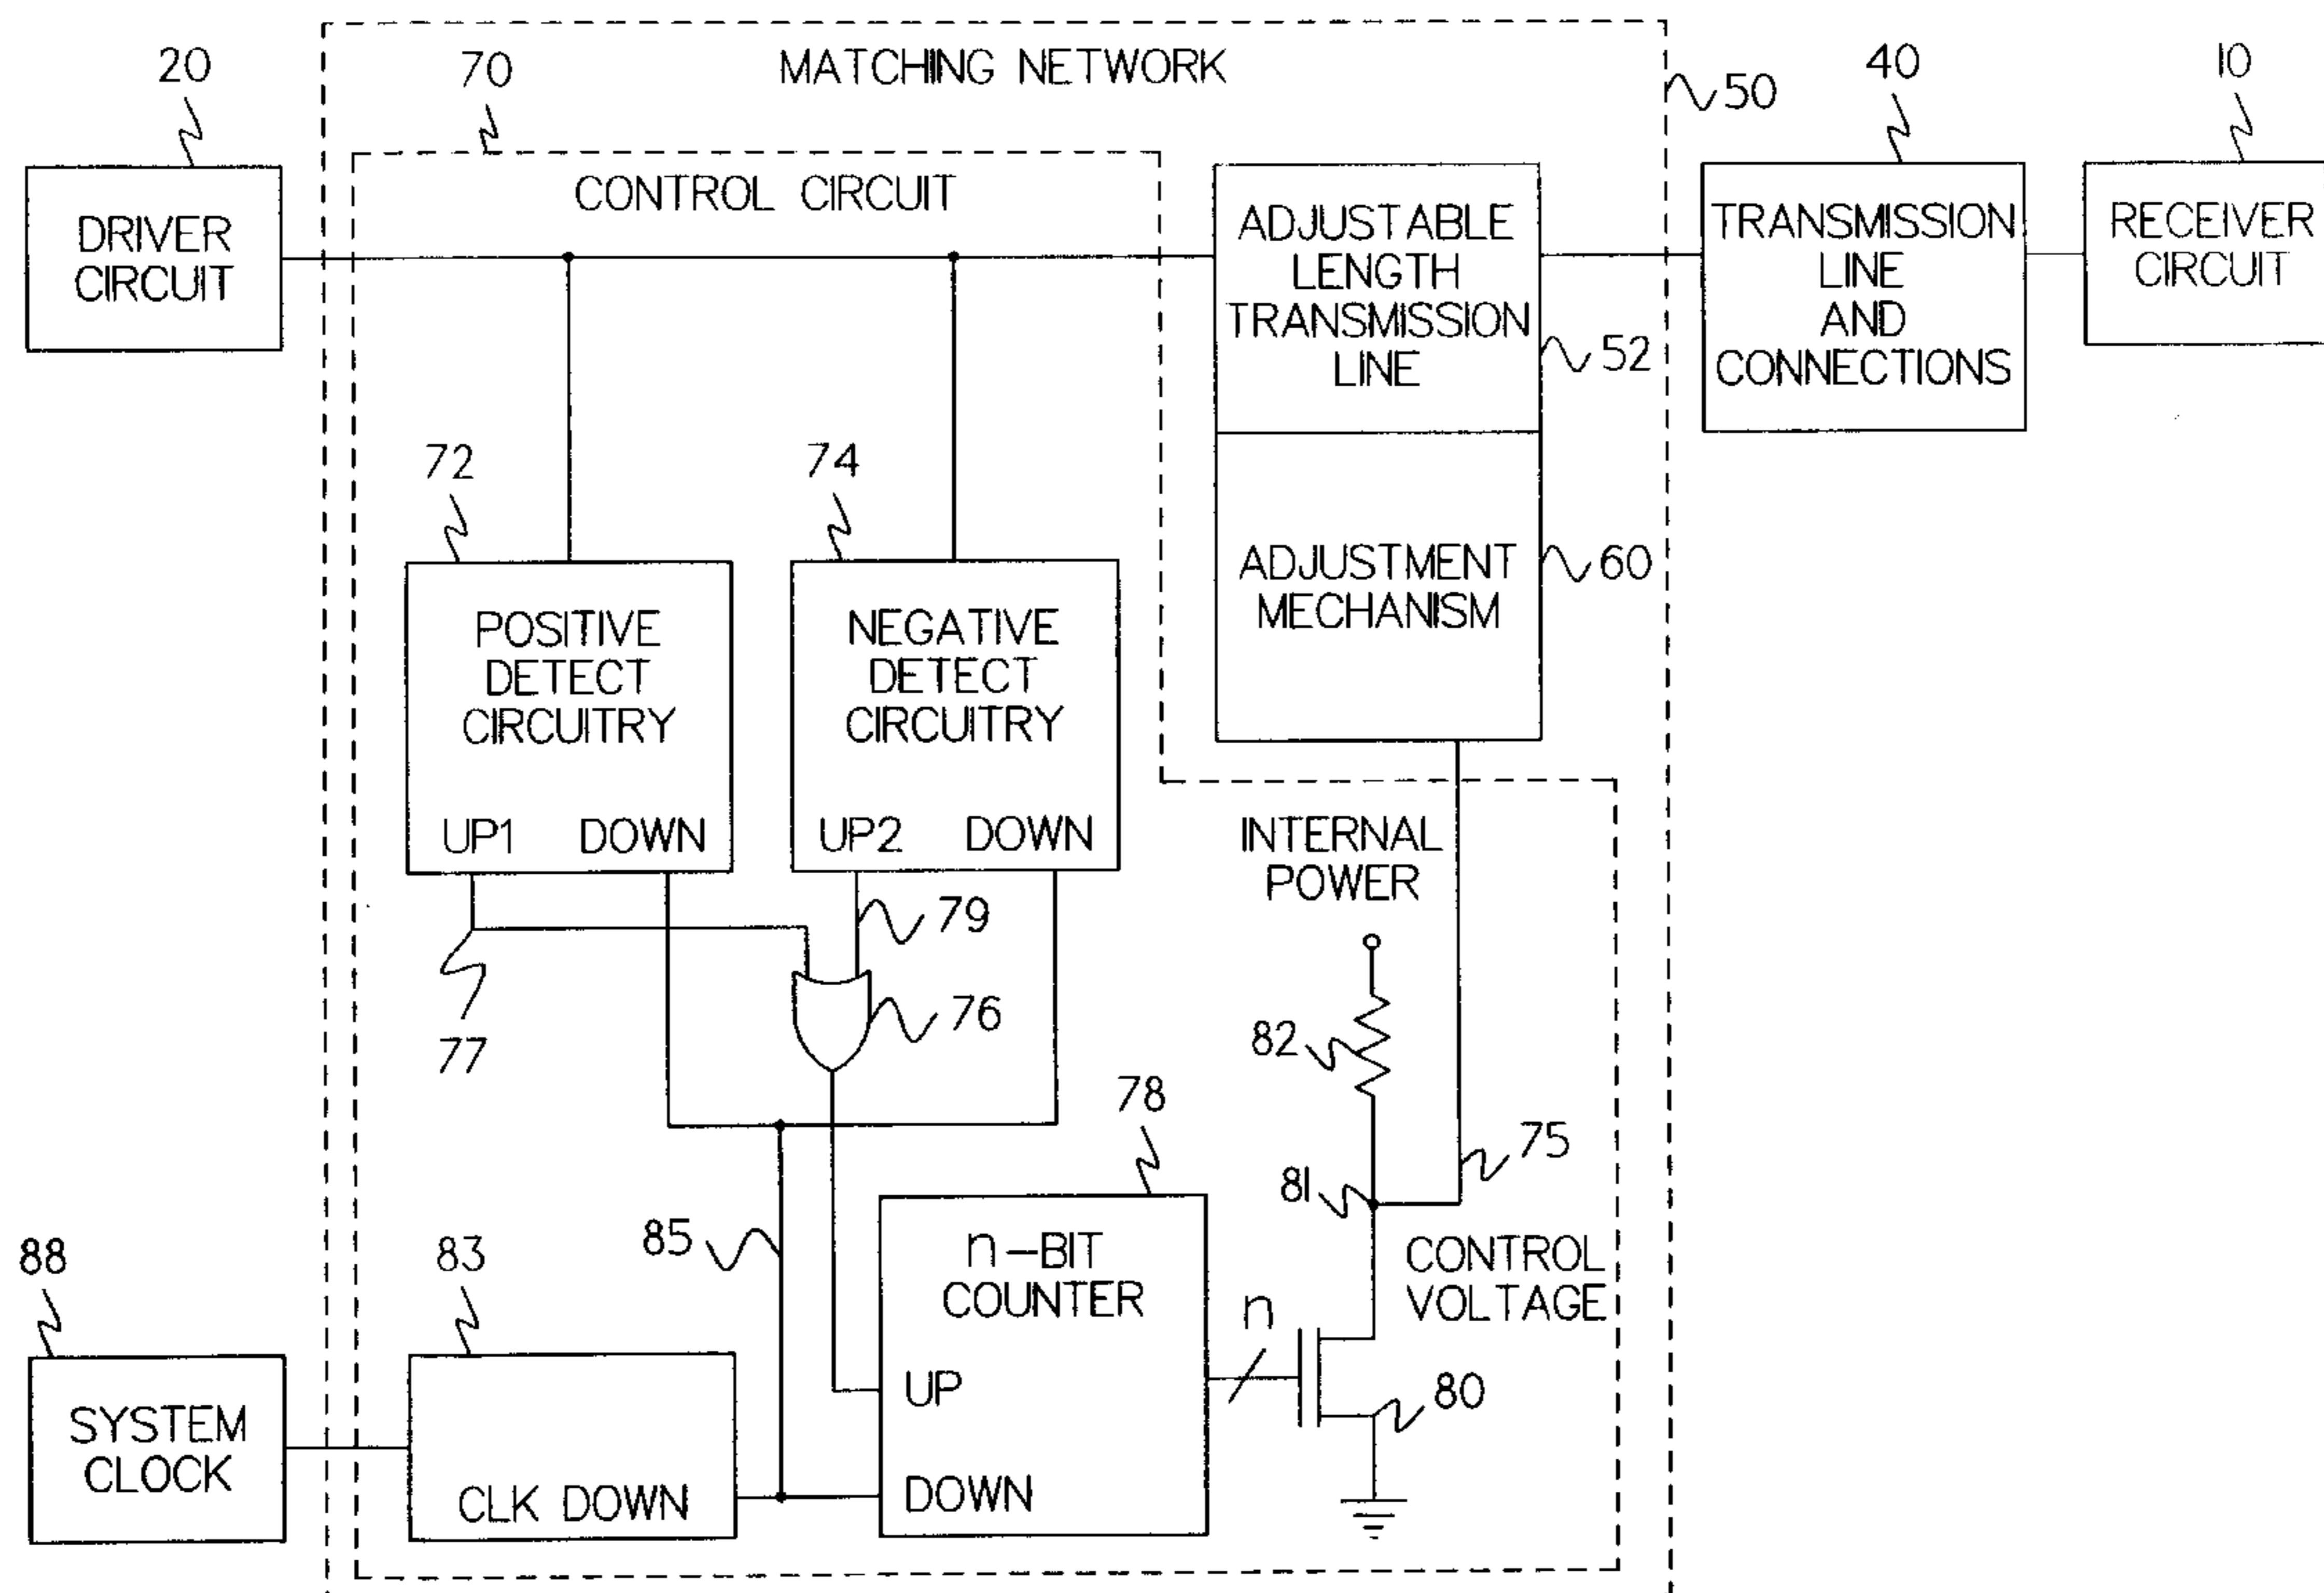 20
70
MATCHING NETWORK
50
40
10
DRIVER
CIRCUIT
CONTROL CIRCUIT
ADJUSTABLE
LENGTH
TRANSMISSION
LINE
52
TRANSMISSION
LINE
AND
CONNECTIONS
RECEIVER
CIRCUIT
72
74
POSITIVE
DETECT
CIRCUITRY
UP1 DOWN
NEGATIVE
DETECT
CIRCUITRY
UP2 DOWN
ADJUSTMENT
MECHANISM
60
INTERNAL
POWER
77
79
76
82
81
75
78
85
88
83
n-BIT
COUNTER
UP
DOWN
n
CONTROL
VOLTAGE
80
SYSTEM
CLOCK
CLK DOWN